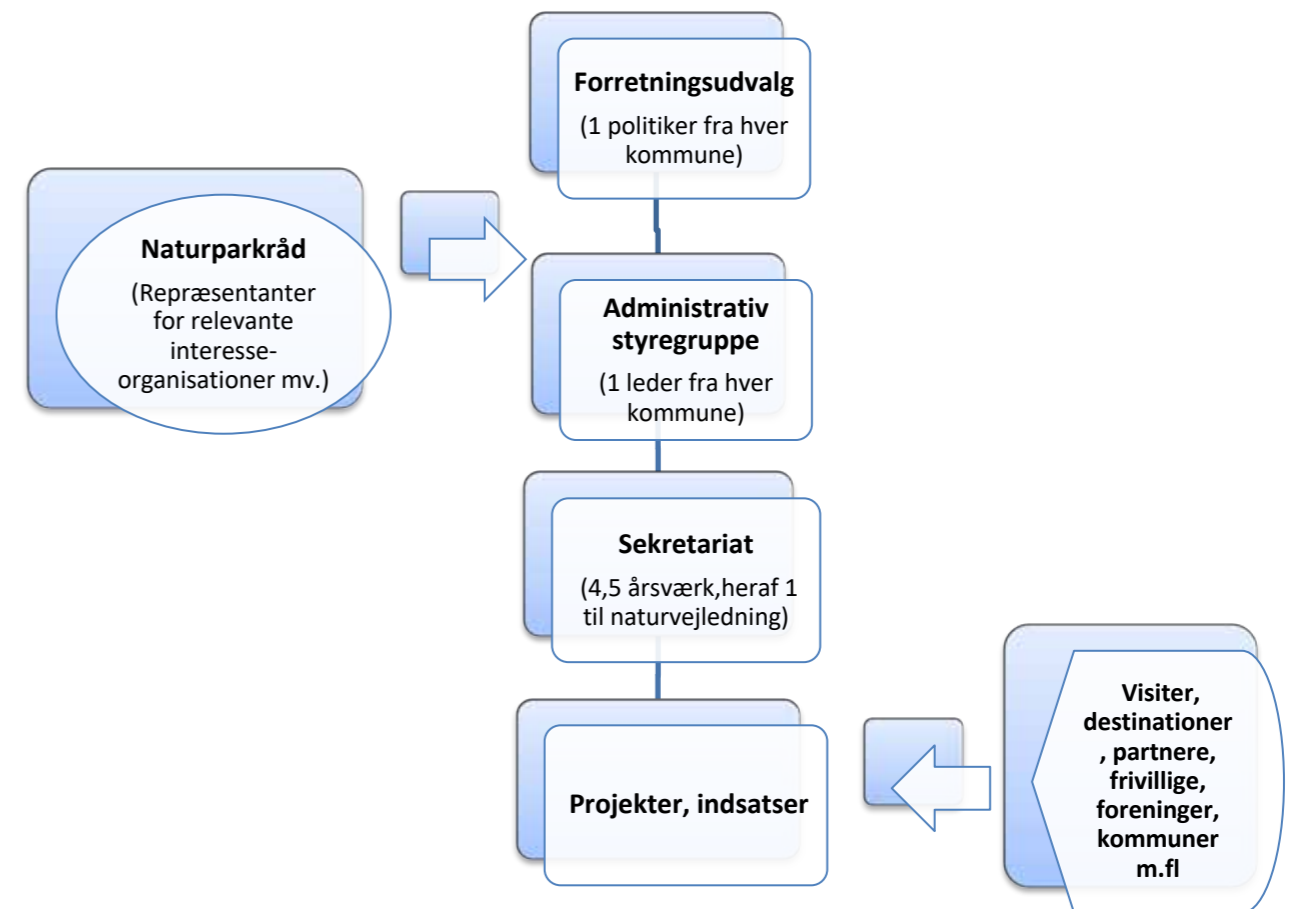 Forretningsudvalg
(1 politiker fra hver
kommune)
Naturparkråd
(Repræsentanter
for relevante
interesse-
organisationer mv.)
Administrativ
styregruppe
(1 leder fra hver
kommune)
Sekretariat
(4,5 årsværk,heraf 1
til naturvejledning)
Projekter, indsatser
Visiter,
destinationer
, partnere,
frivillige,
foreninger,
kommuner
m.fl